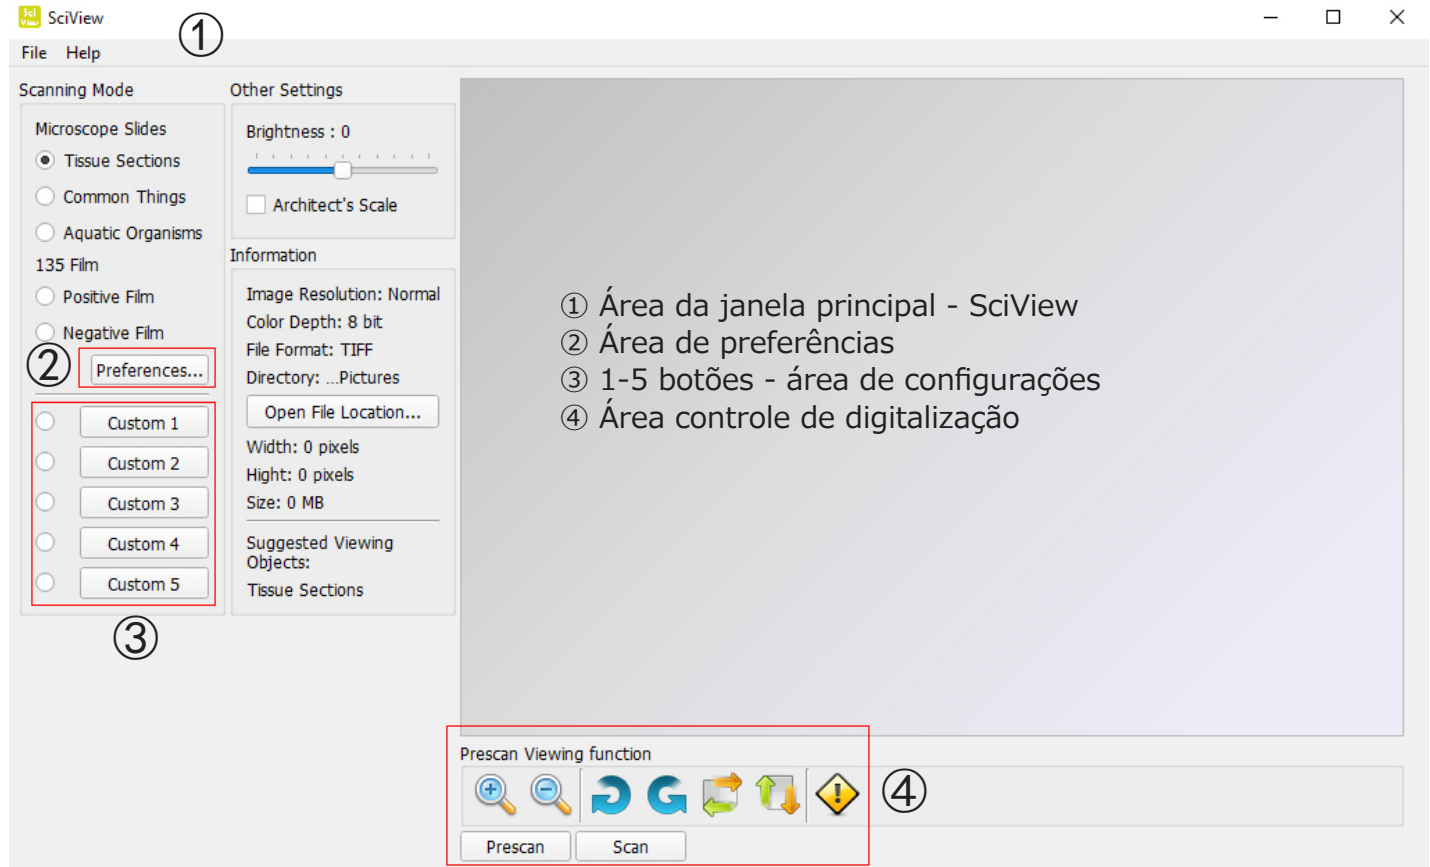 SciView
①
File Help
Scanning Mode
Microscope Slides
Tissue Sections
Common Things
Aquatic Organisms
135 Film
Positive Film
Negative Film
②
Preferences...
Custom 1
Custom 2
Custom 3
Custom 4
Custom 5
③
Other Settings
Brightness : 0
Architect's Scale
Information
Image Resolution: Normal
Color Depth: 8 bit
File Format: TIFF
Directory: ...Pictures
Open File Location...
Width: 0 pixels
Hight: 0 pixels
Size: 0 MB
Suggested Viewing
Objects:
Tissue Sections
① Área da janela principal - SciView
② Área de preferências
③ 1-5 botões - área de configurações
④ Área controle de digitalização
Prescan Viewing function
④
Prescan Scan